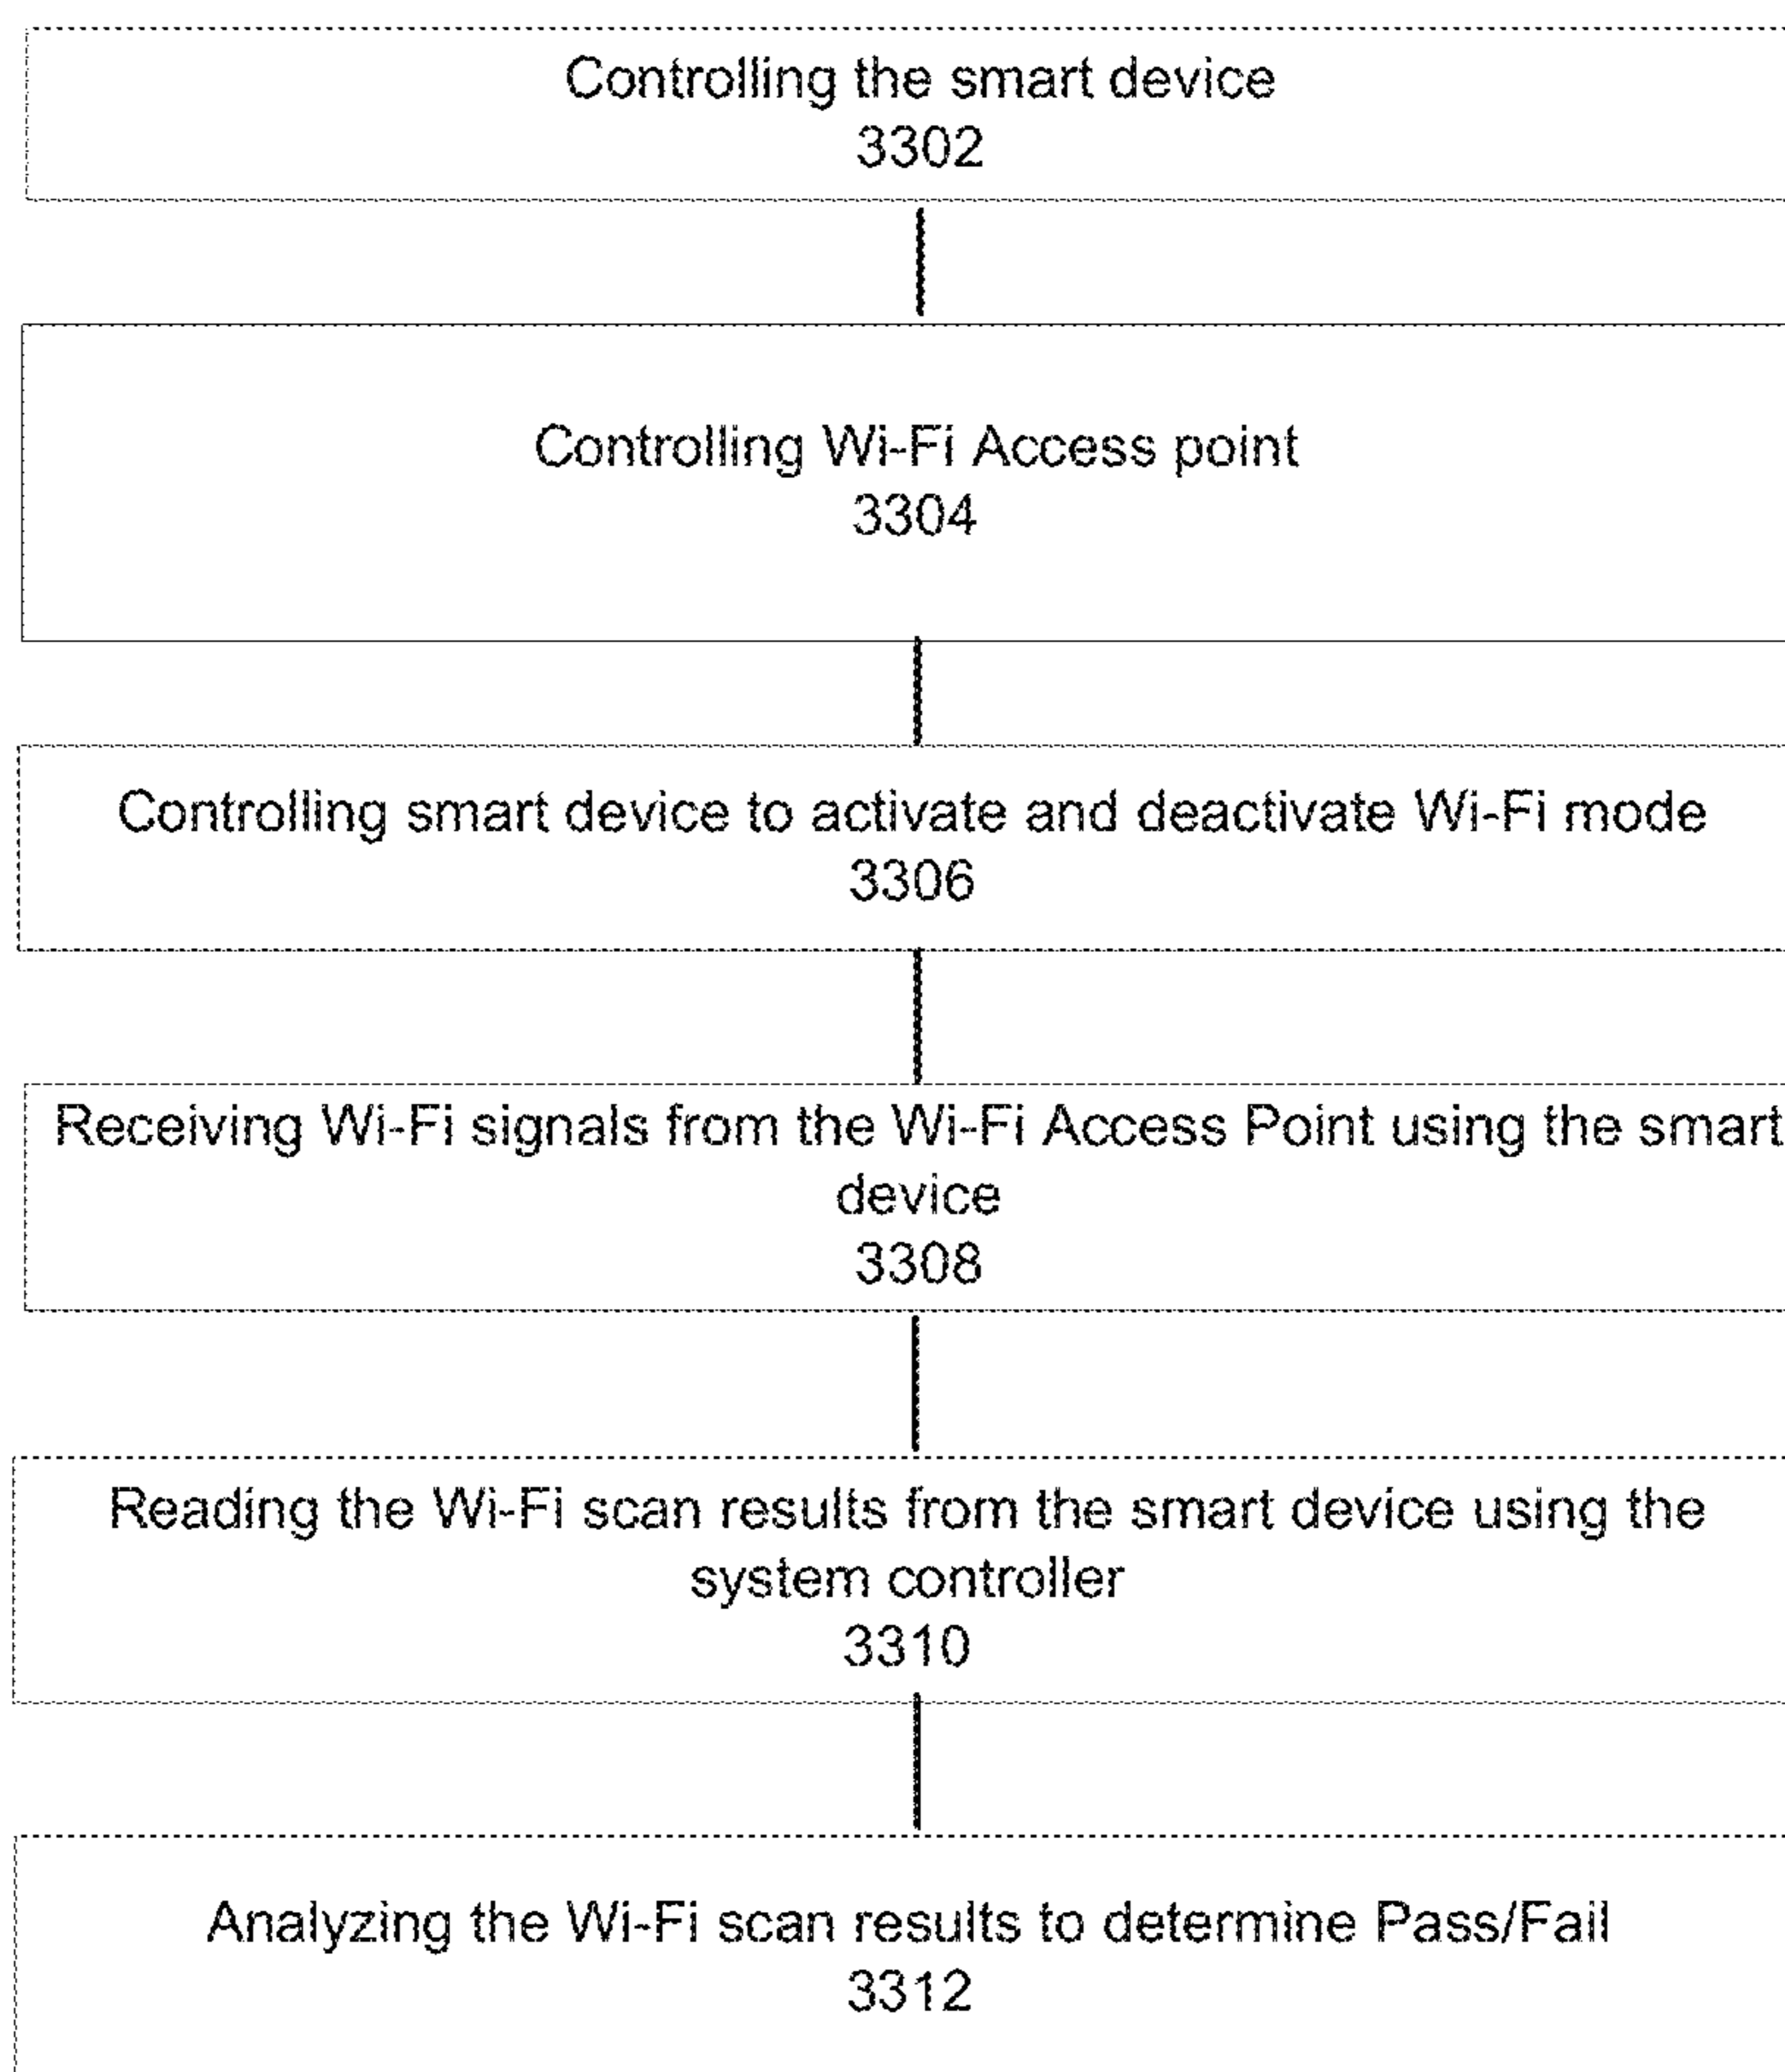 Controlling the smart device
3302
Controlling Wi-Fi Access point
3304
Controlling smart device to activate and deactivate Wi-Fi mode
3306
Receiving Wi-Fi signals from the Wi-Fi Access Point using the smart
device
3308
Reading the Wi-Fi scan results from the smart device using the
system controller
3310
Analyzing the Wi-Fi scan results to determine Pass/Fail
3312